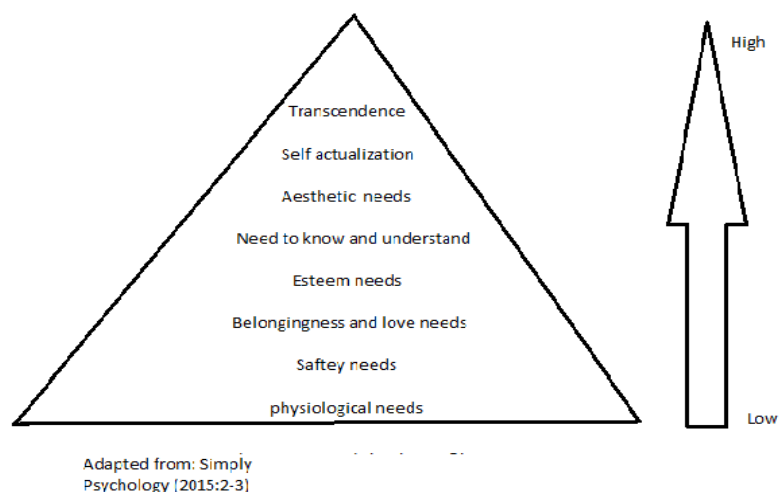 High
Transcendence
Self actualization
Aesthetic needs
Need to know and understand
Esteem needs
Belongingness and love needs
Saftey needs
physiological needs
Low
Adapted from: Simply
Psychology (2015:2-3)